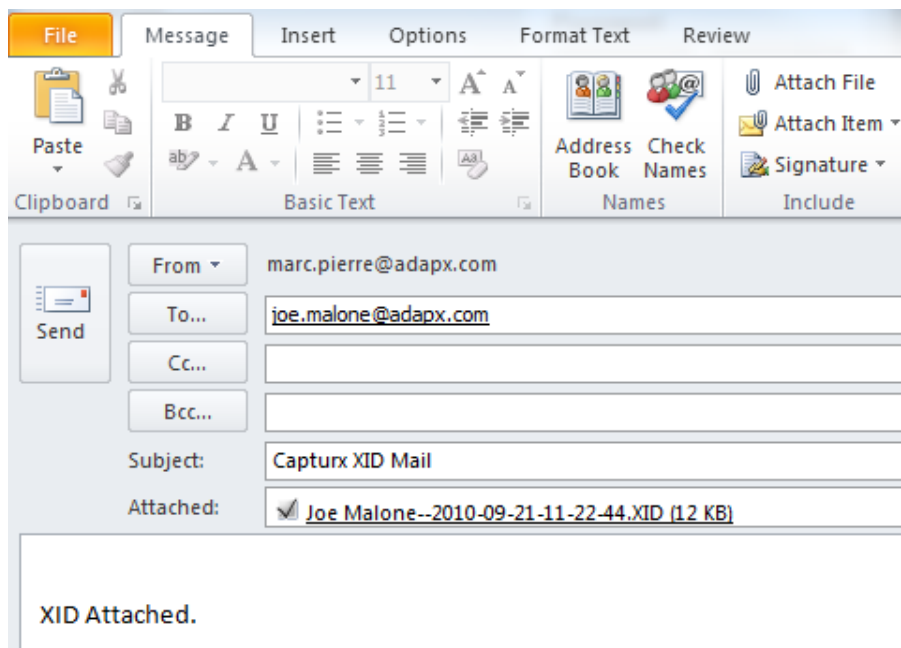 File Message Insert Options Format Text Review
11 A A Attach File
B I U Attach Item
Paste Address Check
ab A Aa Book Names Signature
Clipboard Basic Text Names Include
From marc.pierre@adapx.com
To... joe.malone@adapx.com
Send
Cc...
Bcc...
Subject: Capturx XID Mail
Attached: Joe Malone--2010-09-21-11-22-44.XID (12 KB)
XID Attached.